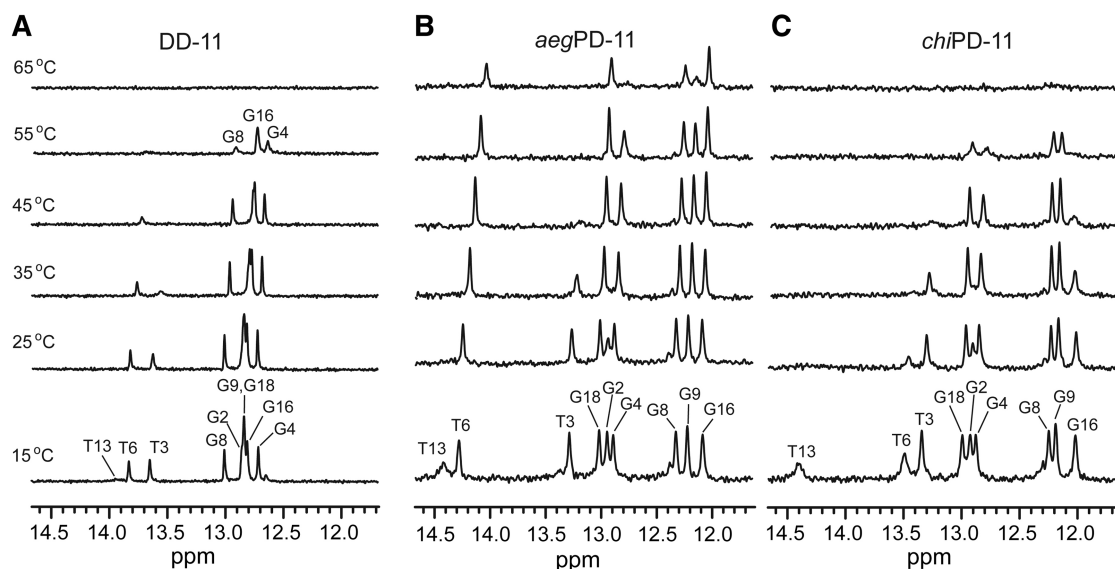 A
DD-11
65 °C
55 °C
G8
G16
G4
45 °C
35 °C
25 °C
15 °C
G9,G18
G2
G16
G8
G4
T13
T6
T3
14.5
14.0
13.5
13.0
12.5
12.0
ppm
B
aegPD-11
T13
T6
T3
G18
G2
G4
G8
G9
G16
14.5
14.0
13.5
13.0
12.5
12.0
ppm
C
chiPD-11
T13
T6
T3
G18
G2
G4
G8
G9
G16
14.5
14.0
13.5
13.0
12.5
12.0
ppm